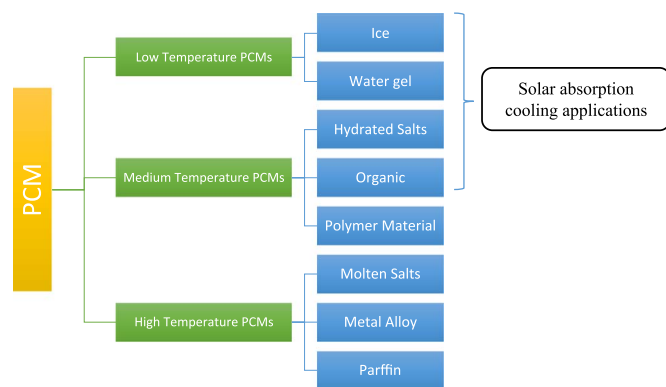 PCM
Low Temperature PCMs
Ice
Water gel
Medium Temperature PCMs
Hydrated Salts
Organic
Polymer Material
High Temperature PCMs
Molten Salts
Metal Alloy
Parffin
Solar absorption
cooling applications